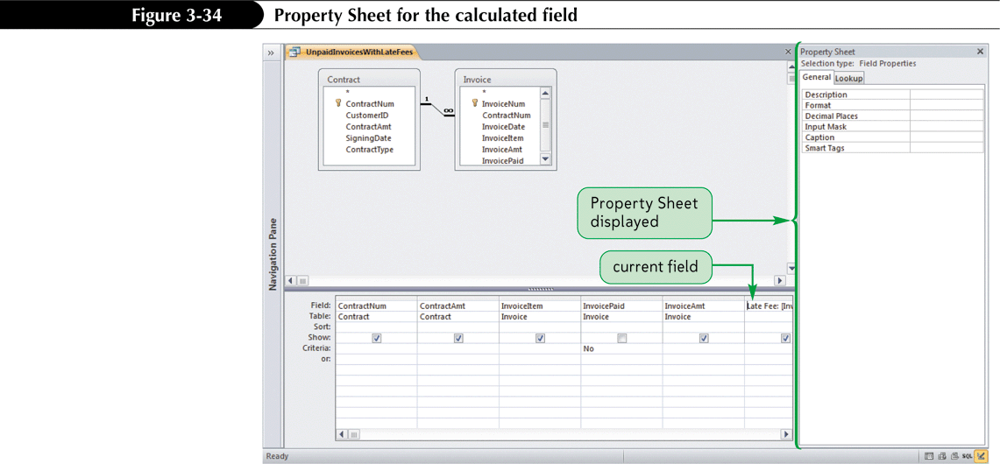 Figure 3-34 Property Sheet for the calculated field
» UnpaidInvoicesWithLateFees
Navigation Pane
Contract
*
ContractNum
CustomerID
ContractAmt
SigningDate
ContractType
1 ∞
Invoice
*
InvoiceNum
ContractNum
InvoiceDate
InvoiceItem
InvoiceAmt
InvoicePaid
Property Sheet
displayed
current field
Property Sheet
Selection type: Field Properties
General Lookup
Description
Format
Decimal Places
Input Mask
Caption
Smart Tags
Field: ContractNum ContractAmt InvoiceItem InvoicePaid InvoiceAmt Late Fee: [Inv
Table: Contract Contract Invoice Invoice Invoice
Sort:
Show:
Criteria: No
or:
Ready SQL